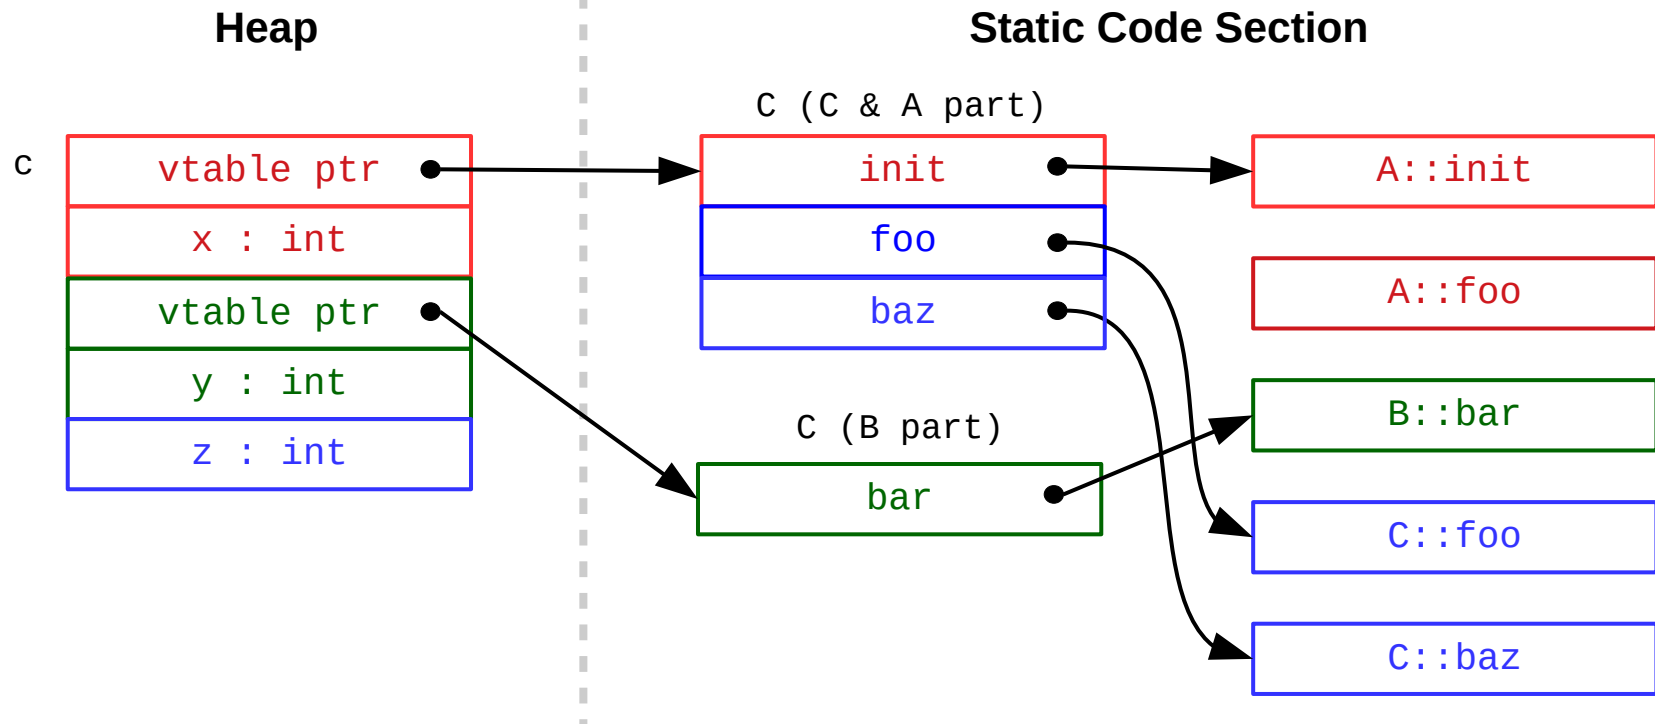 Heap
Static Code Section
C (C & A part)
c
vtable ptr
init
A::init
x : int
foo
A::foo
vtable ptr
baz
y : int
B::bar
C (B part)
z : int
bar
C::foo
C::baz